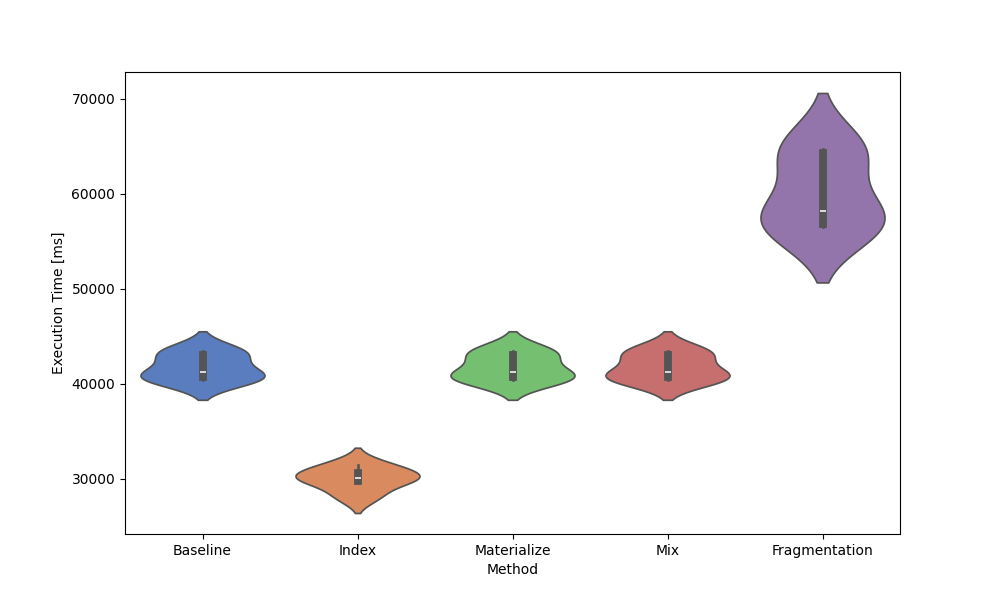 70000
60000
50000
40000
30000
Execution Time [ms]
Baseline
Index
Materialize
Mix
Fragmentation
Method